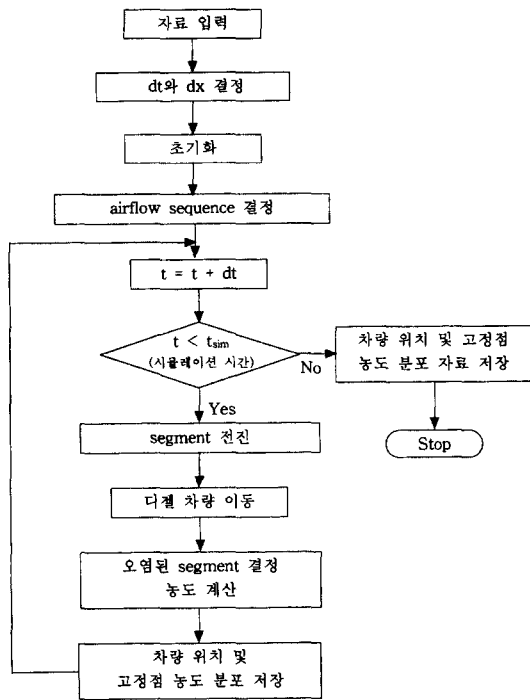 자료 입력
dt와 dx 결정
초기화
airflow sequence 결정
t = t + dt
t < tsim
(시뮬레이션 시간)
No
차량 위치 및 고정점
농도 분포 자료 저장
Stop
Yes
segment 전진
디젤 차량 이동
오염된 segment 결정
농도 계산
차량 위치 및
고정점 농도 분포 저장